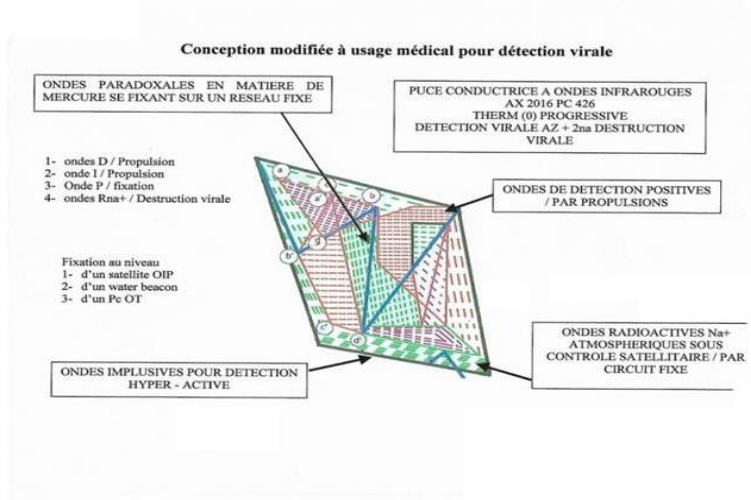 Conception modifiée à usage médical pour détection virale
ONDES PARADOXALES EN MATIERE DE
MERCURE SE FIXANT SUR UN RESEAU FIXE
PUCE CONDUCTRICE A ONDES INFRAROUGES
AX 2016 PC 426
THERM (0) PROGRESSIVE
DETECTION VIRALE AZ + 2na DESTRUCTION
VIRALE
1- ondes D / Propulsion
2- onde I / Propulsion
3- Onde P / fixation
4- ondes Rna+ / Destruction virale
ONDES DE DETECTION POSITIVES
/ PAR PROPULSIONS
a
b
a'
g
b'
Fixation au niveau
1- d'un satellite OIP
2- d'un water beacon
3- d'un Pc OT
c'
d'
ONDES RADIOACTIVES Na+
ATMOSPHERIQUES SOUS
CONTROLE SATELLITAIRE / PAR
CIRCUIT FIXE
ONDES IMPLUSIVES POUR DETECTION
HYPER - ACTIVE